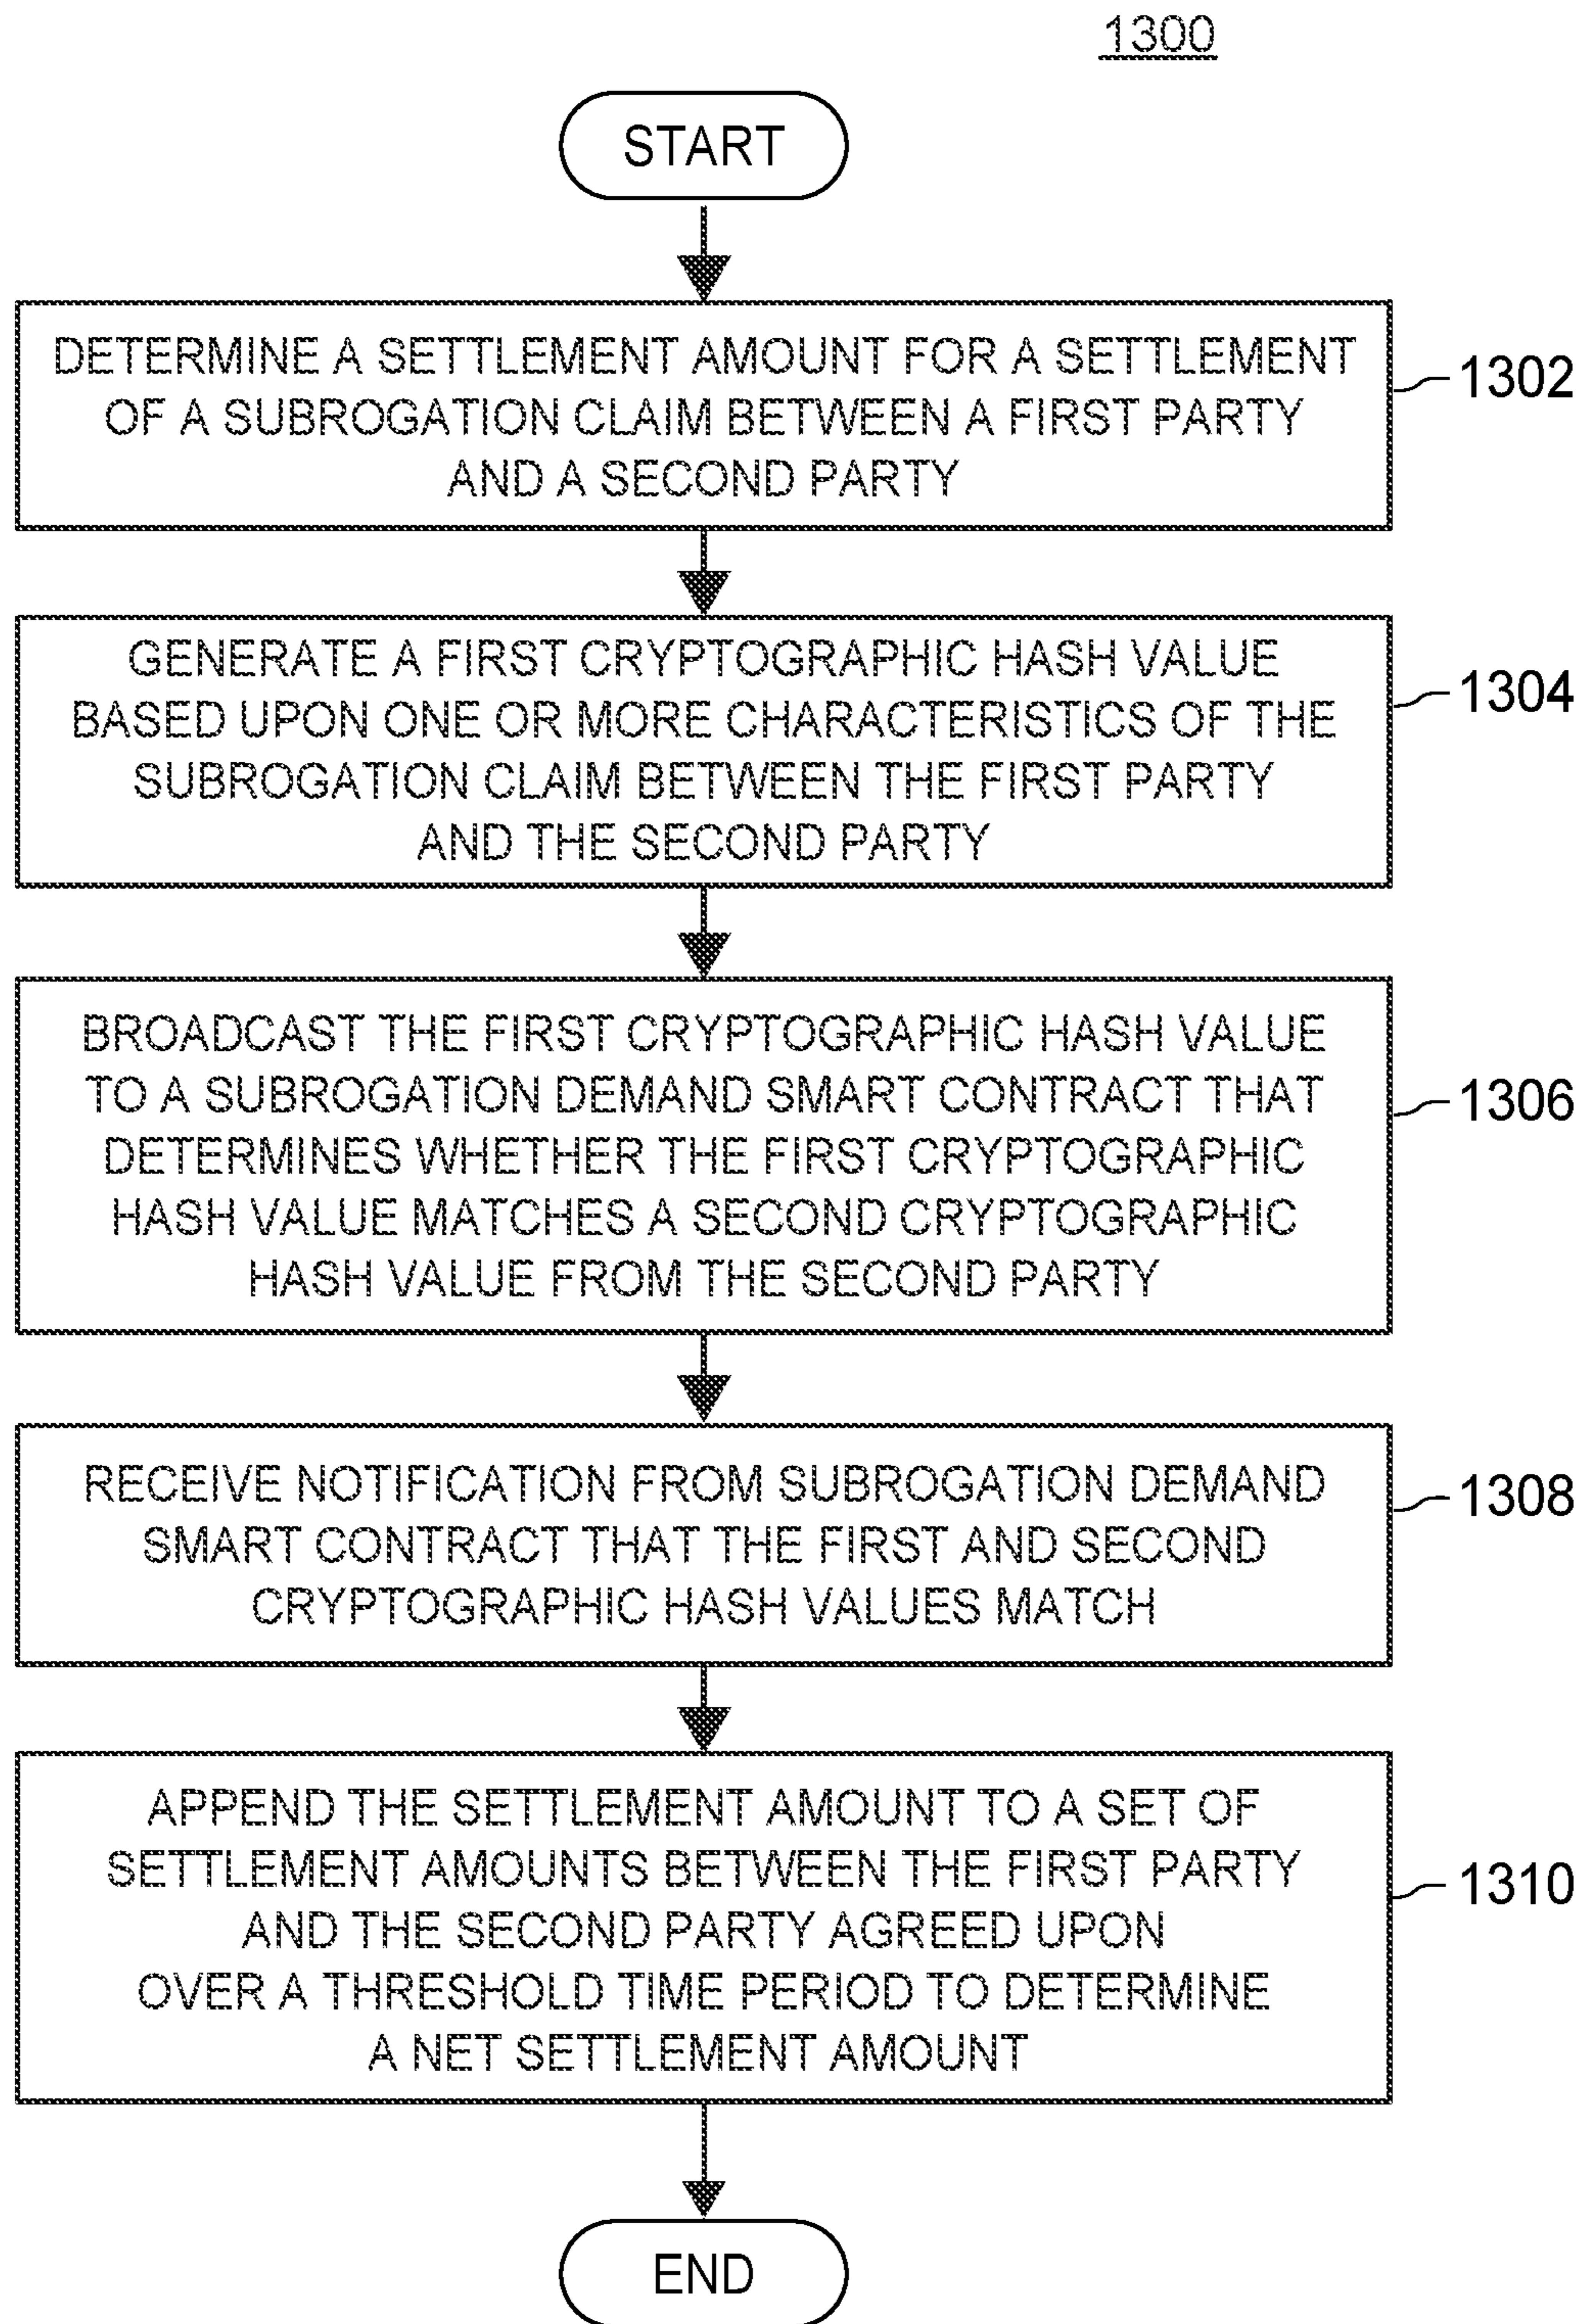 1300
START
DETERMINE A SETTLEMENT AMOUNT FOR A SETTLEMENT
OF A SUBROGATION CLAIM BETWEEN A FIRST PARTY
AND A SECOND PARTY
1302
GENERATE A FIRST CRYPTOGRAPHIC HASH VALUE
BASED UPON ONE OR MORE CHARACTERISTICS OF THE
SUBROGATION CLAIM BETWEEN THE FIRST PARTY
AND THE SECOND PARTY
1304
BROADCAST THE FIRST CRYPTOGRAPHIC HASH VALUE
TO A SUBROGATION DEMAND SMART CONTRACT THAT
DETERMINES WHETHER THE FIRST CRYPTOGRAPHIC
HASH VALUE MATCHES A SECOND CRYPTOGRAPHIC
HASH VALUE FROM THE SECOND PARTY
1306
RECEIVE NOTIFICATION FROM SUBROGATION DEMAND
SMART CONTRACT THAT THE FIRST AND SECOND
CRYPTOGRAPHIC HASH VALUES MATCH
1308
APPEND THE SETTLEMENT AMOUNT TO A SET OF
SETTLEMENT AMOUNTS BETWEEN THE FIRST PARTY
AND THE SECOND PARTY AGREED UPON
OVER A THRESHOLD TIME PERIOD TO DETERMINE
A NET SETTLEMENT AMOUNT
1310
END